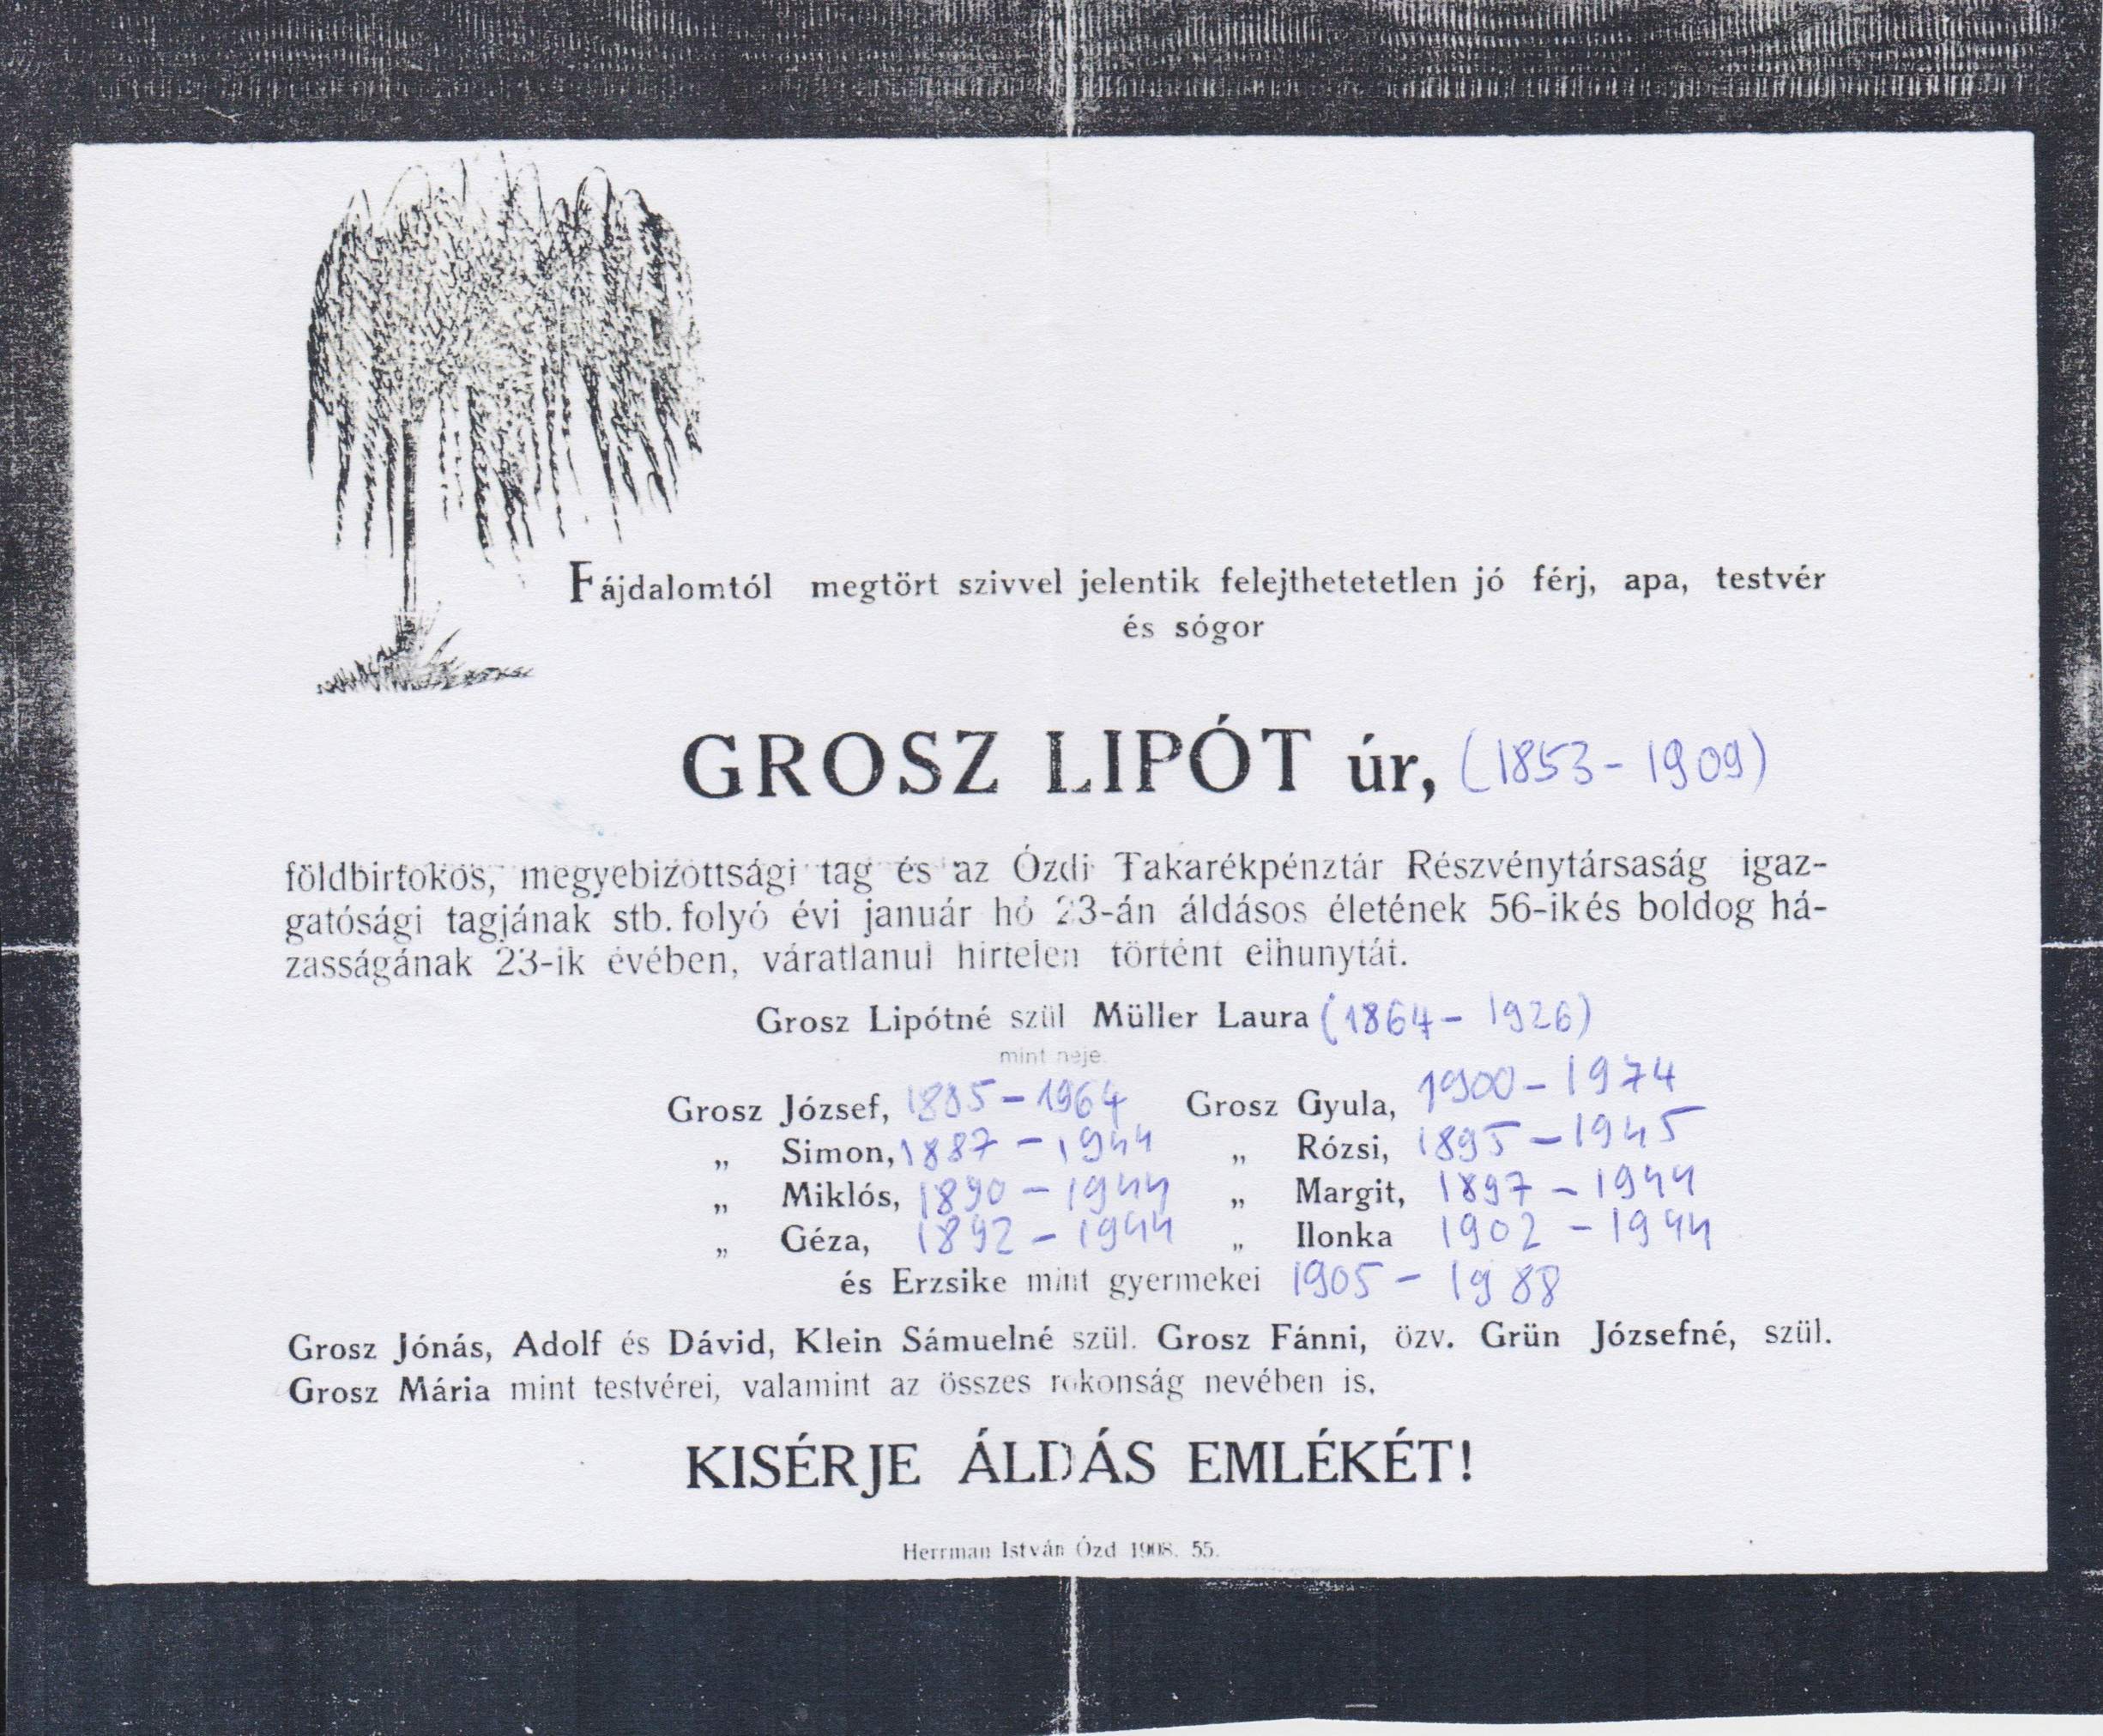 Fájdalomtól megtört szivvel jelentik felejthetetetlen jó férj, apa, testvér
és sógor
GROSZ LIPÓT úr, (1853-1909)
földbirtokos, megyebizottsági tag és az Ózdi Takarékpénztár Részvénytársaság igaz-
gatósági tagjának stb. folyó évi január hó 23-án áldásos életének 56-ik és boldog há-
zasságának 23-ik évében, váratlanul hirtelen történt elhunytát.
Grosz Lipótné szül Müller Laura (1864-1926)
mint neje.
Grosz József, 1885-1964 Grosz Gyula, 1900-1974
„ Simon, 1887-1944 „ Rózsi, 1895-1945
„ Miklós, 1890-1944 „ Margit, 1897-1944
„ Géza, 1892-1944 „ Ilonka 1902-1944
és Erzsike mint gyermekei 1905-1988
Grosz Jónás, Adolf és Dávid, Klein Sámuelné szül. Grosz Fánni, özv. Grün Józsefné, szül.
Grosz Mária mint testvérei, valamint az összes rokonság nevében is.
KISÉRJE ÁLDÁS EMLÉKÉT!
Herrman István Ózd 1908. 55.